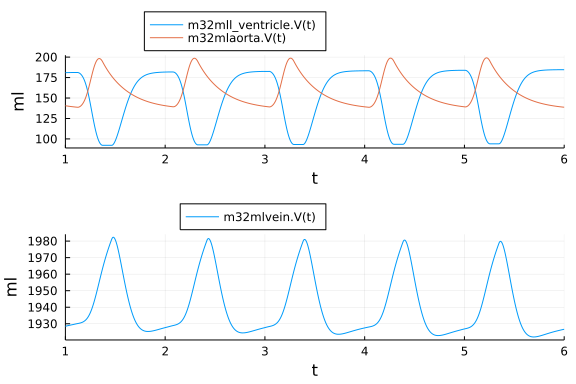 m32mll_ventricle.V(t)
m32mlaorta.V(t)
200
175
150
125
100
ml
1 2 3 4 5 6
t
m32mlvein.V(t)
1980
1970
1960
1950
1940
1930
ml
1 2 3 4 5 6
t